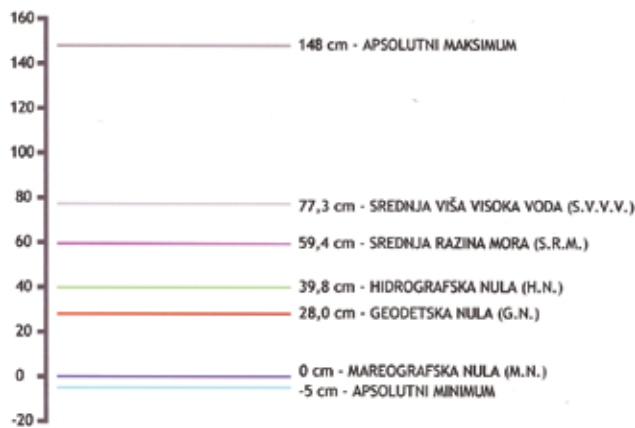 160
148 cm - APSOLUTNI MAKSIMUM
140
120
100
80
77,3 cm - SREDNJA VIŠA VISOKA VODA (S.V.V.V.)
60
59,4 cm - SREDNJA RAZINA MORA (S.R.M.)
40
39,8 cm - HIDROGRAFSKA NULA (H.N.)
28,0 cm - GEODETSKA NULA (G.N.)
20
0
0 cm - MAREOGRAFSKA NULA (M.N.)
-5 cm - APSOLUTNI MINIMUM
-20